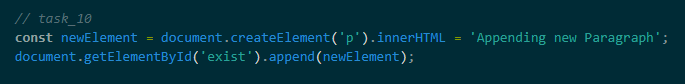 // task_10
const newElement = document.createElement('p').innerHTML = 'Appending new Paragraph';
document.getElementById('exist').append(newElement);